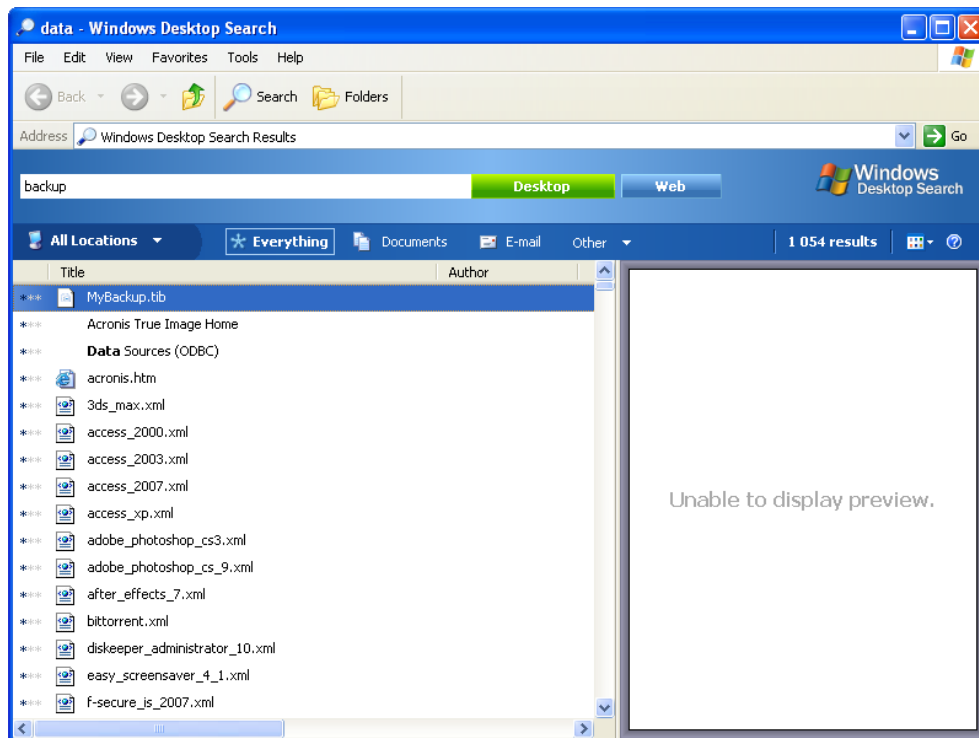 data - Windows Desktop Search
File Edit View Favorites Tools Help
Back Search Folders
Address Windows Desktop Search Results Go
backup Desktop Web Windows Desktop Search
All Locations Everything Documents E-mail Other 1 054 results
Title Author
MyBackup.tib
Acronis True Image Home
Data Sources (ODBC)
acronis.htm
3ds_max.xml
access_2000.xml
access_2003.xml
access_2007.xml
access_xp.xml
adobe_photoshop_cs3.xml
adobe_photoshop_cs_9.xml
after_effects_7.xml
bittorrent.xml
diskeeper_administrator_10.xml
easy_screensaver_4_1.xml
f-secure_is_2007.xml
Unable to display preview.